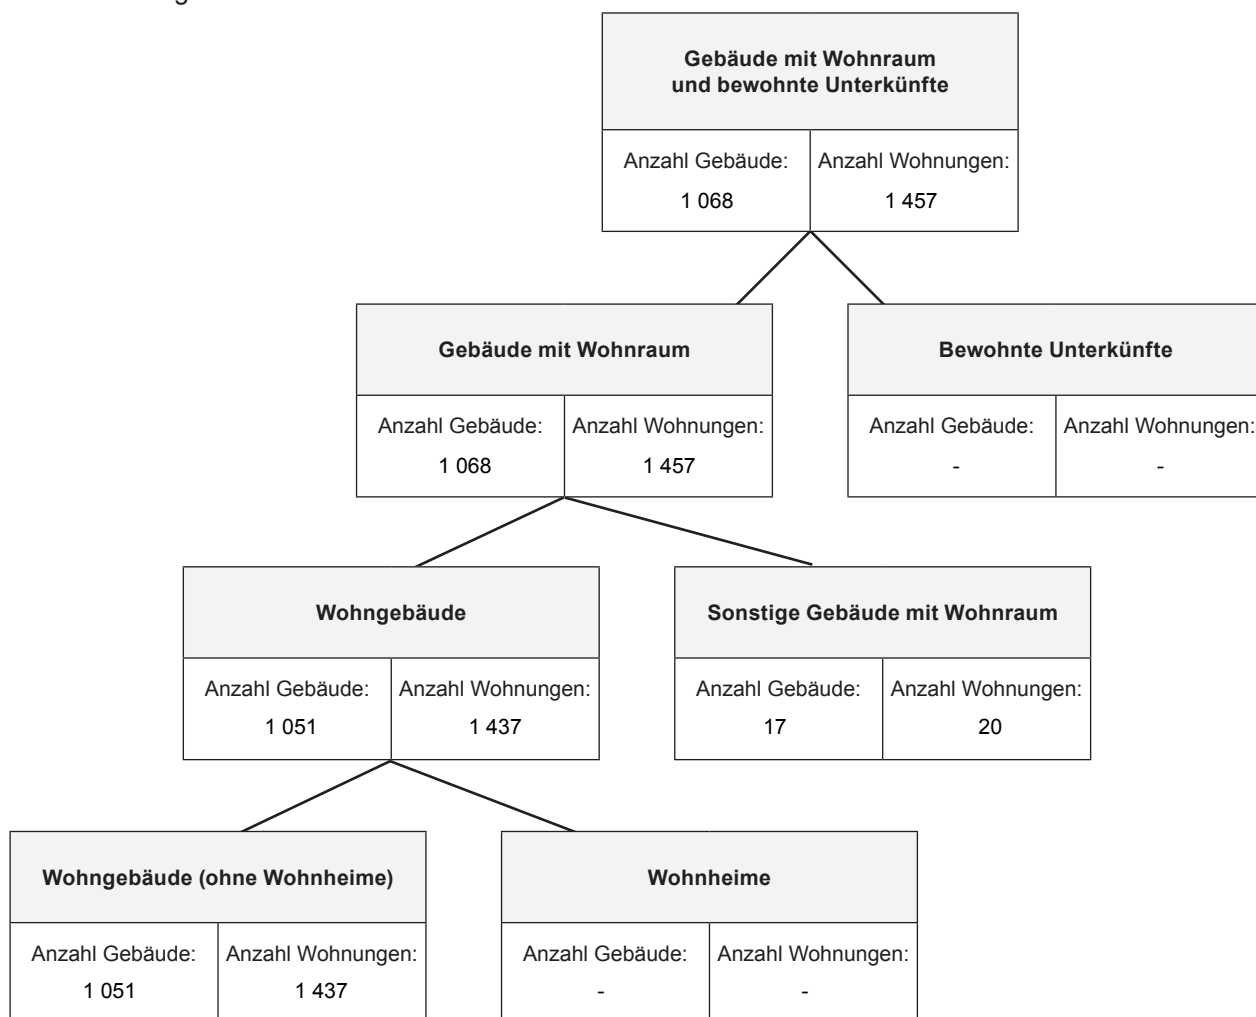 Gebäude mit Wohnraum
und bewohnte Unterkünfte
Anzahl Gebäude:
Anzahl Wohnungen:
1 068
1 457
Gebäude mit Wohnraum
Anzahl Gebäude:
Anzahl Wohnungen:
1 068
1 457
Bewohnte Unterkünfte
Anzahl Gebäude:
Anzahl Wohnungen:
-
-
Wohngebäude
Anzahl Gebäude:
Anzahl Wohnungen:
1 051
1 437
Sonstige Gebäude mit Wohnraum
Anzahl Gebäude:
Anzahl Wohnungen:
17
20
Wohngebäude (ohne Wohnheime)
Anzahl Gebäude:
Anzahl Wohnungen:
1 051
1 437
Wohnheime
Anzahl Gebäude:
Anzahl Wohnungen:
-
-